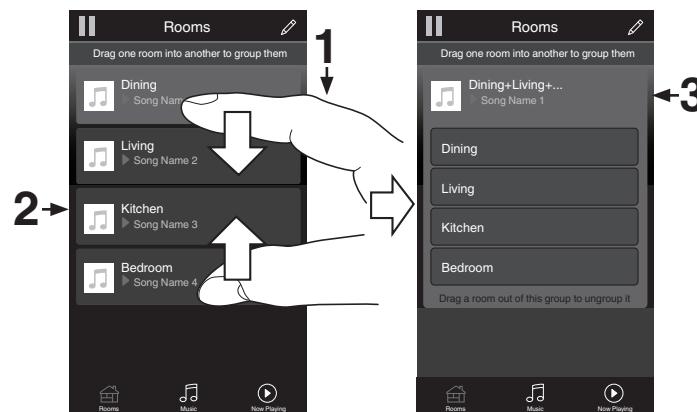 Rooms
Drag one room into another to group them
1
Dining
Song Nam
Living
Song Name 2
2
Kitchen
Song Name 3
Bedroom
Song Name 4
Rooms
Music
Now Playing
Rooms
Drag one room into another to group them
Dining+Living+...
Song Name 1
3
Dining
Living
Kitchen
Bedroom
Drag a room out of this group to ungroup it
Rooms
Music
Now Playing